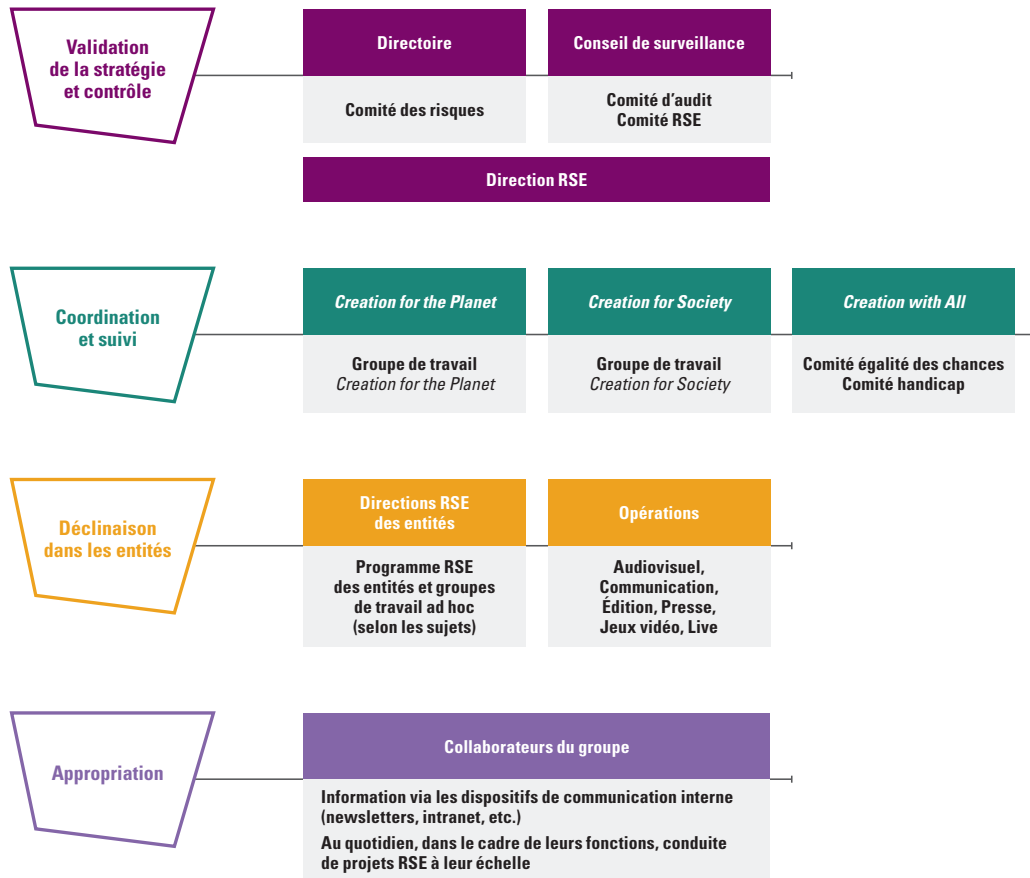 Validation
de la stratégie
et contrôle
Directoire
Comité des risques
Conseil de surveillance
Comité d'audit
Comité RSE
Direction RSE
Coordination
et suivi
Creation for the Planet
Groupe de travail
Creation for the Planet
Creation for Society
Groupe de travail
Creation for Society
Creation with All
Comité égalité des chances
Comité handicap
Déclinaison
dans les entités
Directions RSE
des entités
Programme RSE
des entités et groupes
de travail ad hoc
(selon les sujets)
Opérations
Audiovisuel,
Communication,
Édition, Presse,
Jeux vidéo, Live
Appropriation
Collaborateurs du groupe
Information via les dispositifs de communication interne
(newsletters, intranet, etc.)
Au quotidien, dans le cadre de leurs fonctions, conduite
de projets RSE à leur échelle